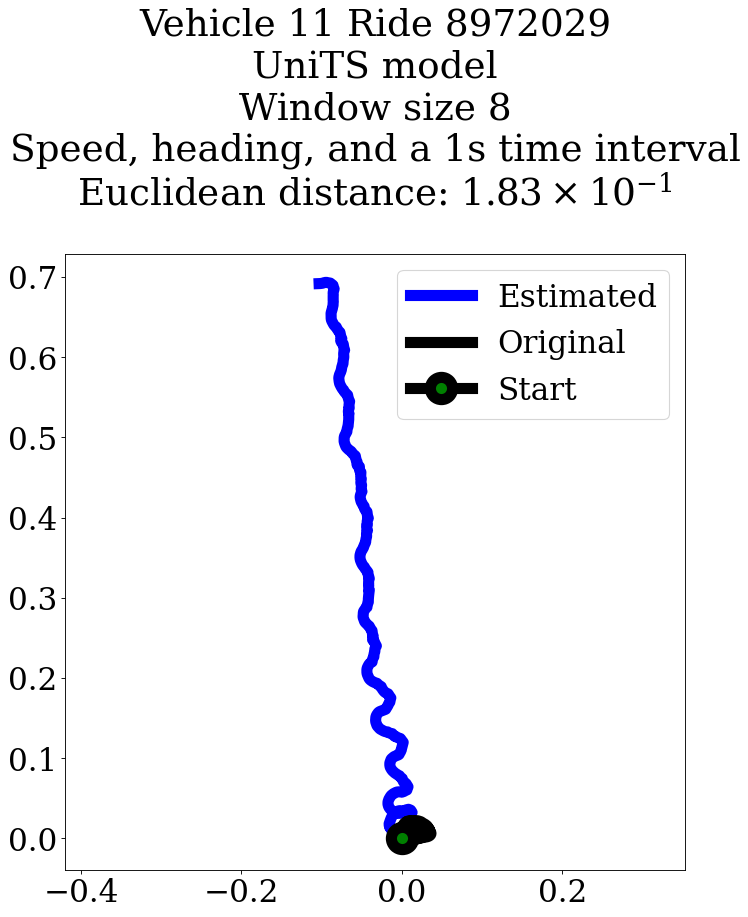 Vehicle 11 Ride 8972029
UniTS model
Window size 8
Speed, heading, and a 1s time interval
Euclidean distance: 1.83 × 10⁻¹
0.7
0.6
0.5
0.4
0.3
0.2
0.1
0.0
Estimated
Original
Start
−0.4 −0.2 0.0 0.2